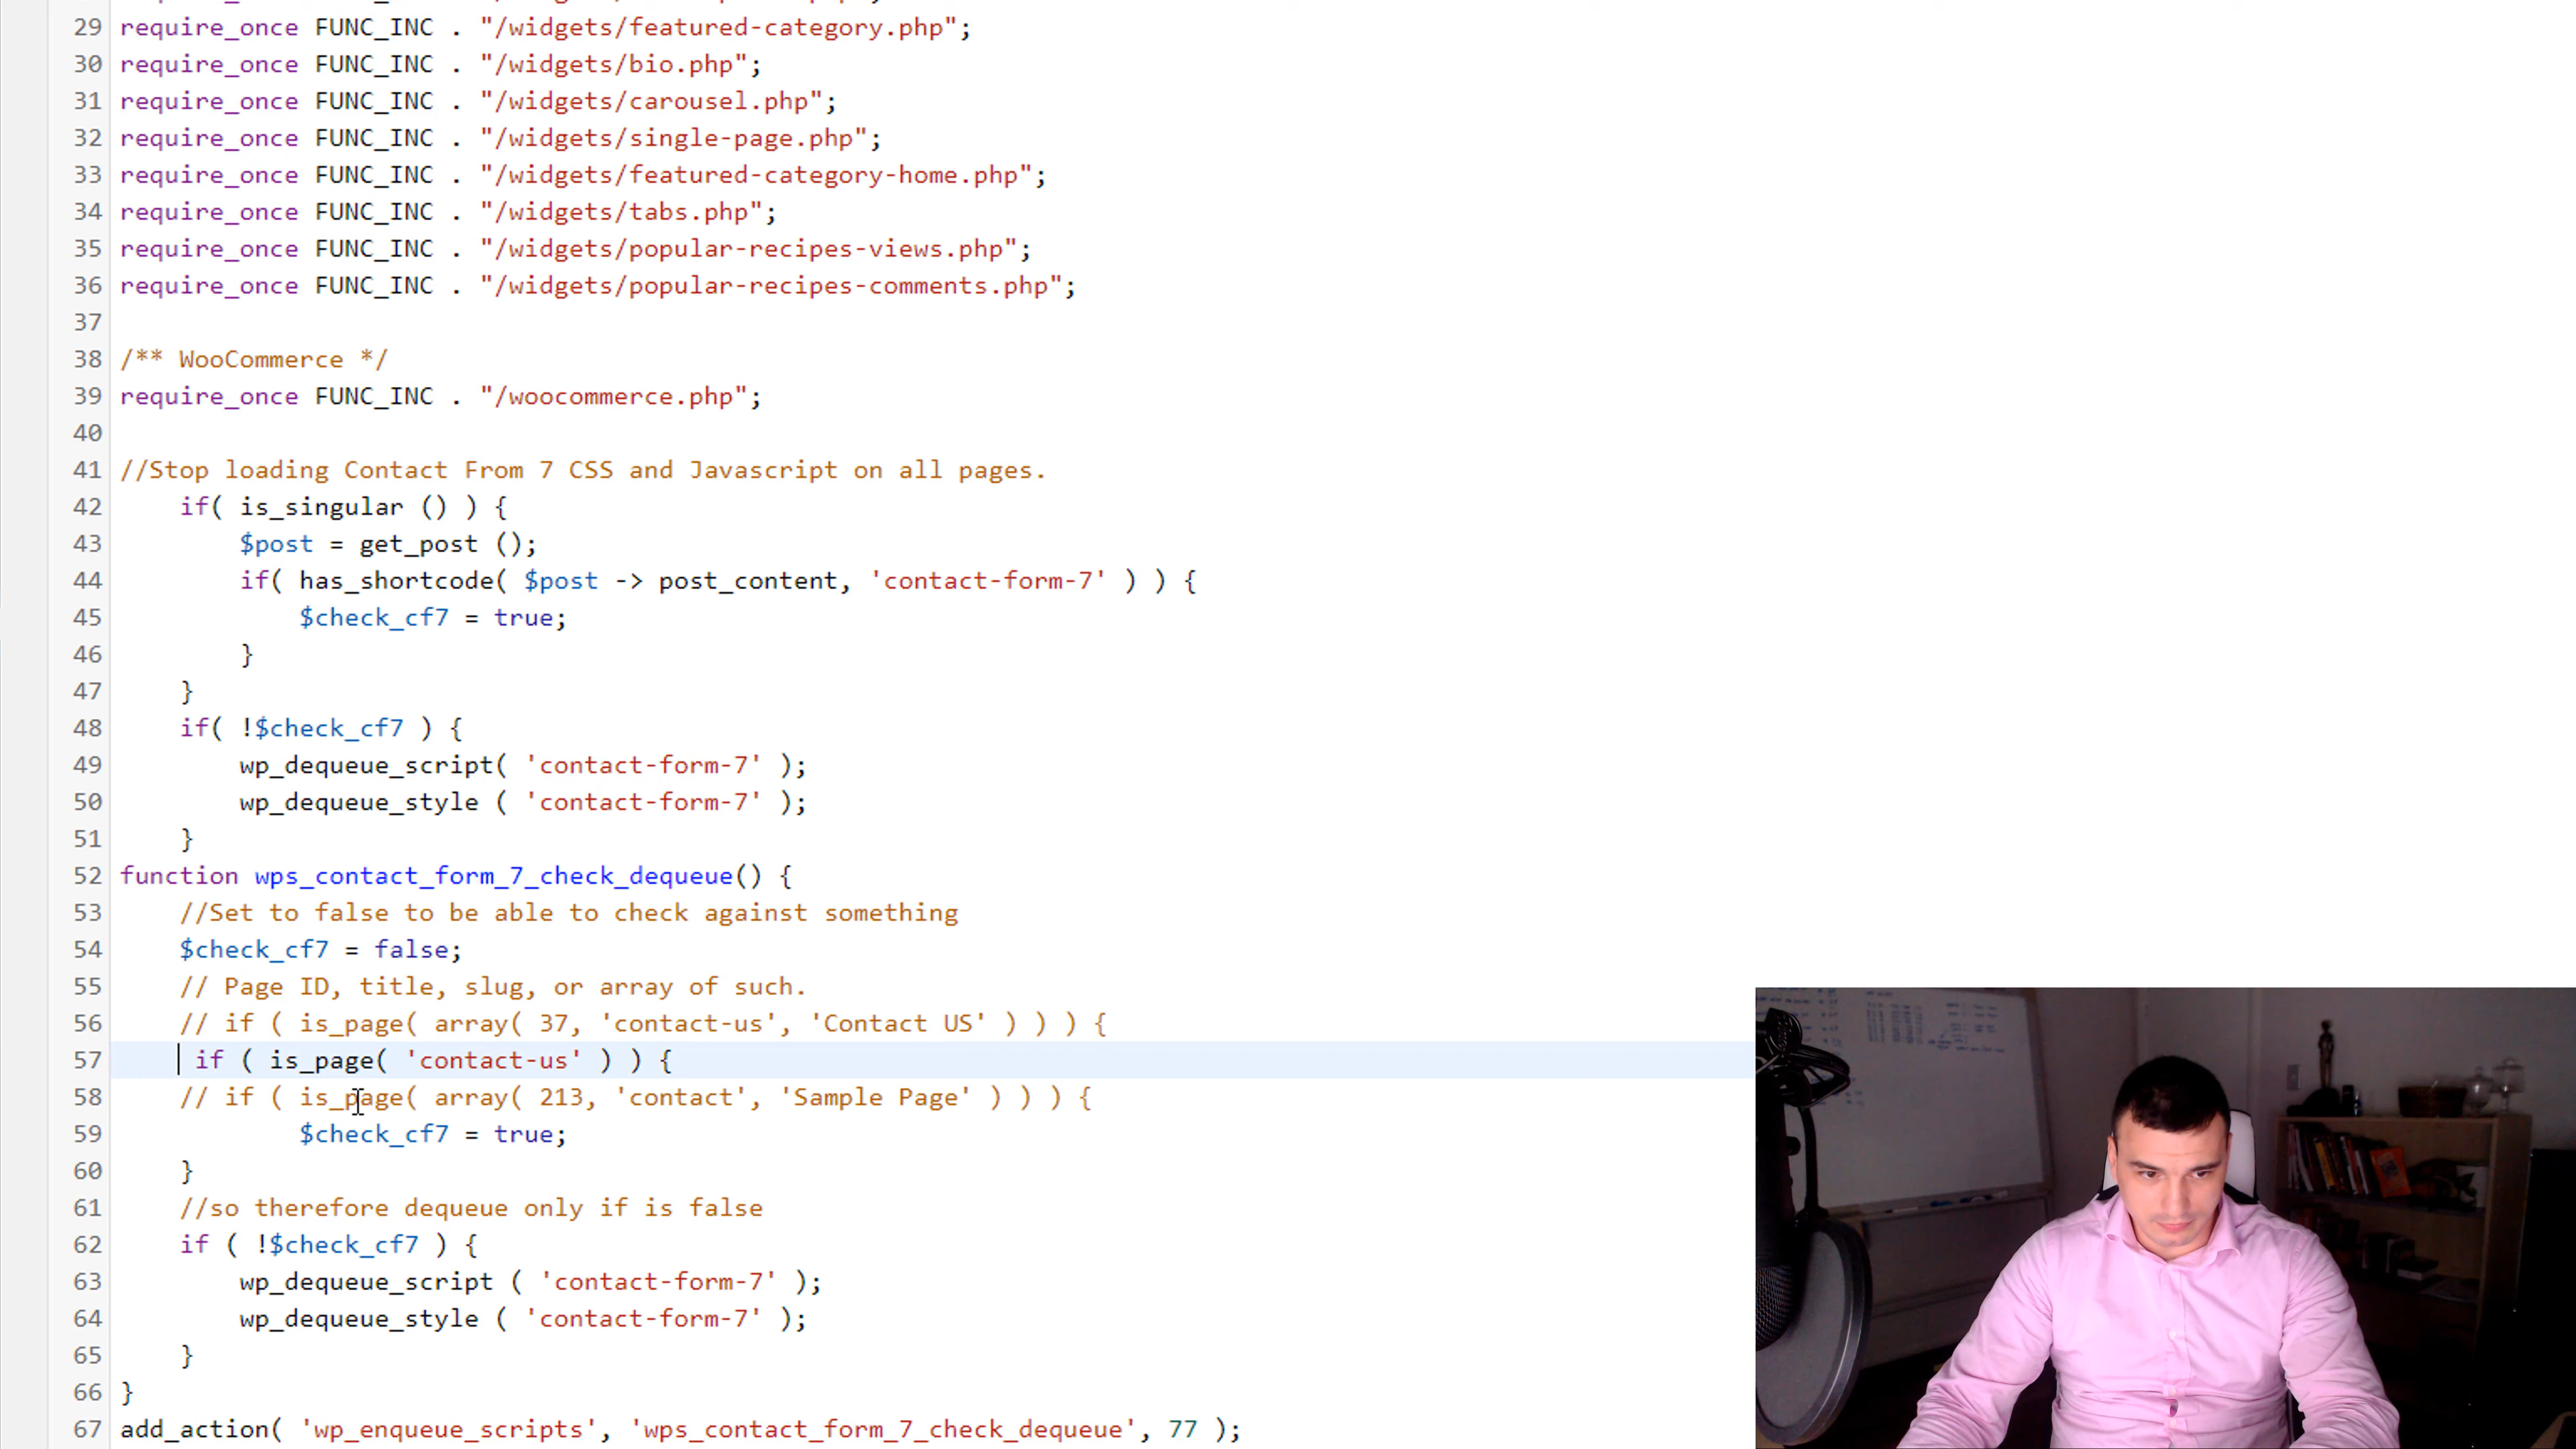 29 require_once FUNC_INC . "/widgets/featured-category.php";
30 require_once FUNC_INC . "/widgets/bio.php";
31 require_once FUNC_INC . "/widgets/carousel.php";
32 require_once FUNC_INC . "/widgets/single-page.php";
33 require_once FUNC_INC . "/widgets/featured-category-home.php";
34 require_once FUNC_INC . "/widgets/tabs.php";
35 require_once FUNC_INC . "/widgets/popular-recipes-views.php";
36 require_once FUNC_INC . "/widgets/popular-recipes-comments.php";
37
38 /** WooCommerce */
39 require_once FUNC_INC . "/woocommerce.php";
40
41 //Stop loading Contact From 7 CSS and Javascript on all pages.
42 if( is_singular () ) {
43 $post = get_post ();
44 if( has_shortcode( $post -> post_content, 'contact-form-7' ) ) {
45 $check_cf7 = true;
46 }
47 }
48 if( !$check_cf7 ) {
49 wp_dequeue_script( 'contact-form-7' );
50 wp_dequeue_style ( 'contact-form-7' );
51 }
52 function wps_contact_form_7_check_dequeue() {
53 //Set to false to be able to check against something
54 $check_cf7 = false;
55 // Page ID, title, slug, or array of such.
56 // if ( is_page( array( 37, 'contact-us', 'Contact US' ) ) ) {
57 if ( is_page( 'contact-us' ) ) {
58 // if ( is_page( array( 213, 'contact', 'Sample Page' ) ) ) {
59 $check_cf7 = true;
60 }
61 //so therefore dequeue only if is false
62 if ( !$check_cf7 ) {
63 wp_dequeue_script ( 'contact-form-7' );
64 wp_dequeue_style ( 'contact-form-7' );
65 }
66 }
67 add_action( 'wp_enqueue_scripts', 'wps_contact_form_7_check_dequeue', 77 );